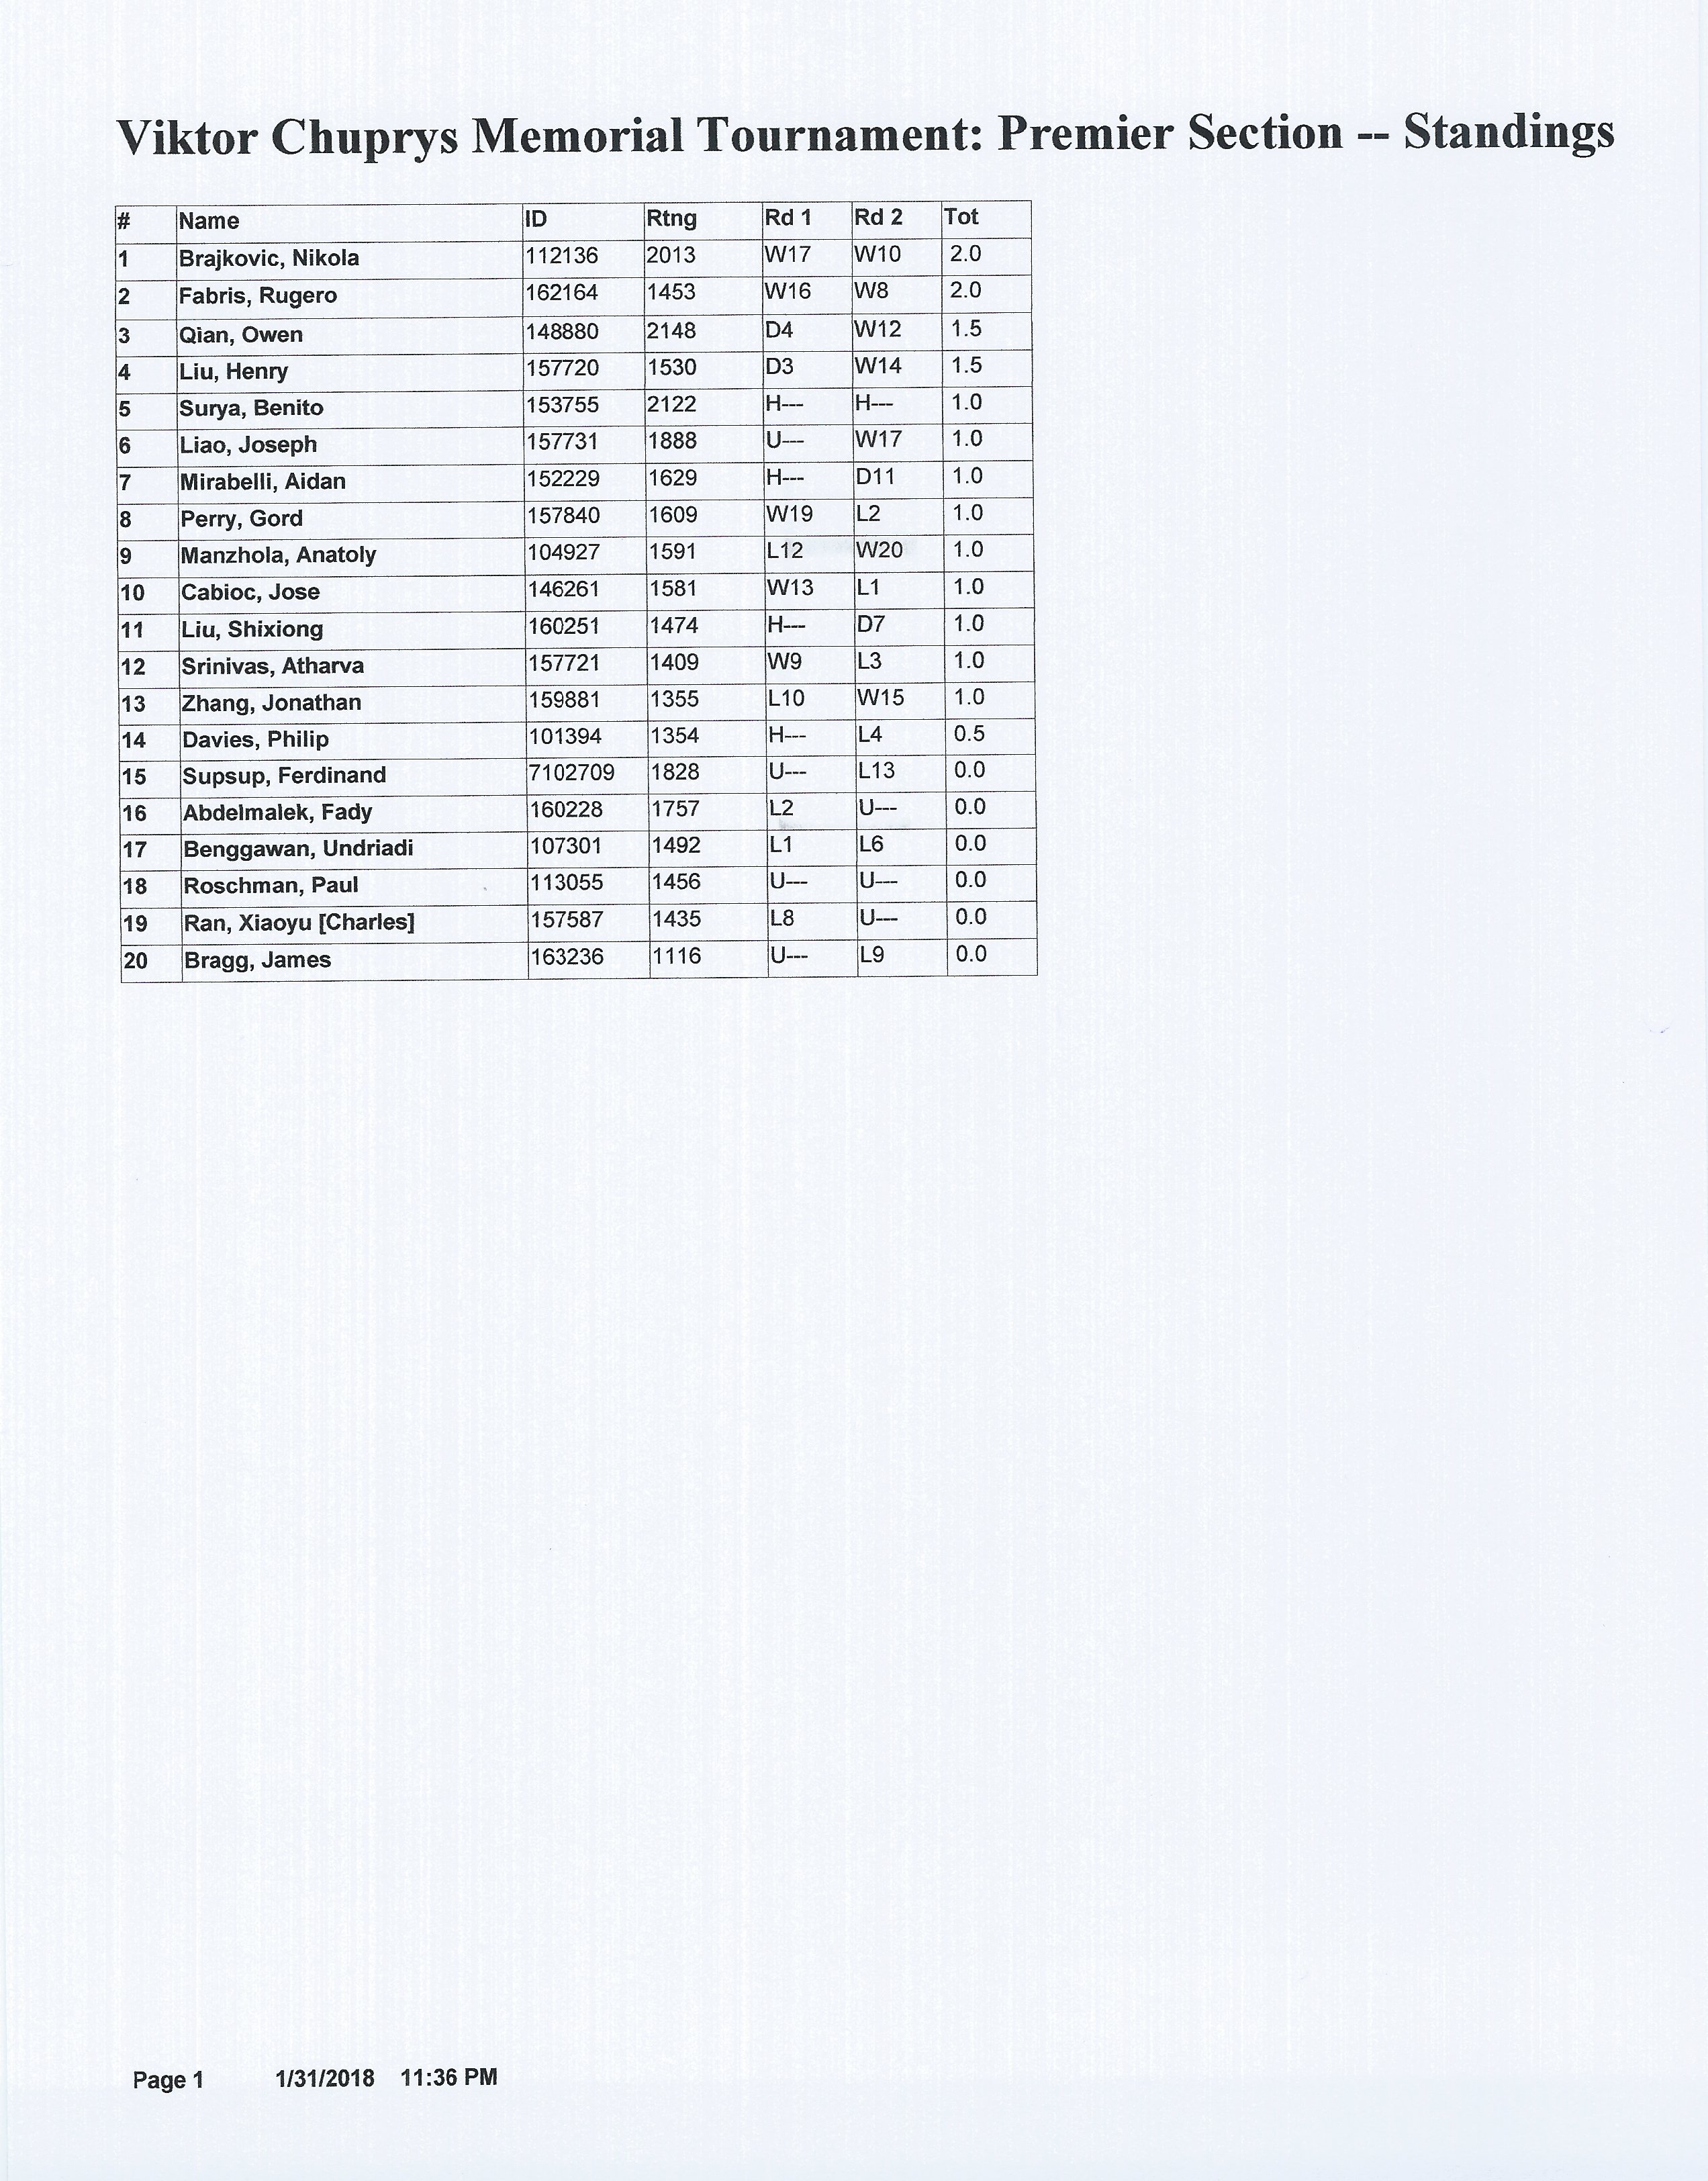 Viktor Chuprys Memorial Tournament: Premier Section -- Standings
# Name ID Rtng Rd 1 Rd 2 Tot
1 Brajkovic, Nikola 112136 2013 W17 W10 2.0
2 Fabris, Rugero 162164 1453 W16 W8 2.0
3 Qian, Owen 148880 2148 D4 W12 1.5
4 Liu, Henry 157720 1530 D3 W14 1.5
5 Surya, Benito 153755 2122 H--- H--- 1.0
6 Liao, Joseph 157731 1888 U--- W17 1.0
7 Mirabelli, Aidan 152229 1629 H--- D11 1.0
8 Perry, Gord 157840 1609 W19 L2 1.0
9 Manzhola, Anatoly 104927 1591 L12 W20 1.0
10 Cabioc, Jose 146261 1581 W13 L1 1.0
11 Liu, Shixiong 160251 1474 H--- D7 1.0
12 Srinivas, Atharva 157721 1409 W9 L3 1.0
13 Zhang, Jonathan 159881 1355 L10 W15 1.0
14 Davies, Philip 101394 1354 H--- L4 0.5
15 Supsup, Ferdinand 7102709 1828 U--- L13 0.0
16 Abdelmalek, Fady 160228 1757 L2 U--- 0.0
17 Benggawan, Undriadi 107301 1492 L1 L6 0.0
18 Roschman, Paul 113055 1456 U--- U--- 0.0
19 Ran, Xiaoyu [Charles] 157587 1435 L8 U--- 0.0
20 Bragg, James 163236 1116 U--- L9 0.0
Page 1 1/31/2018 11:36 PM